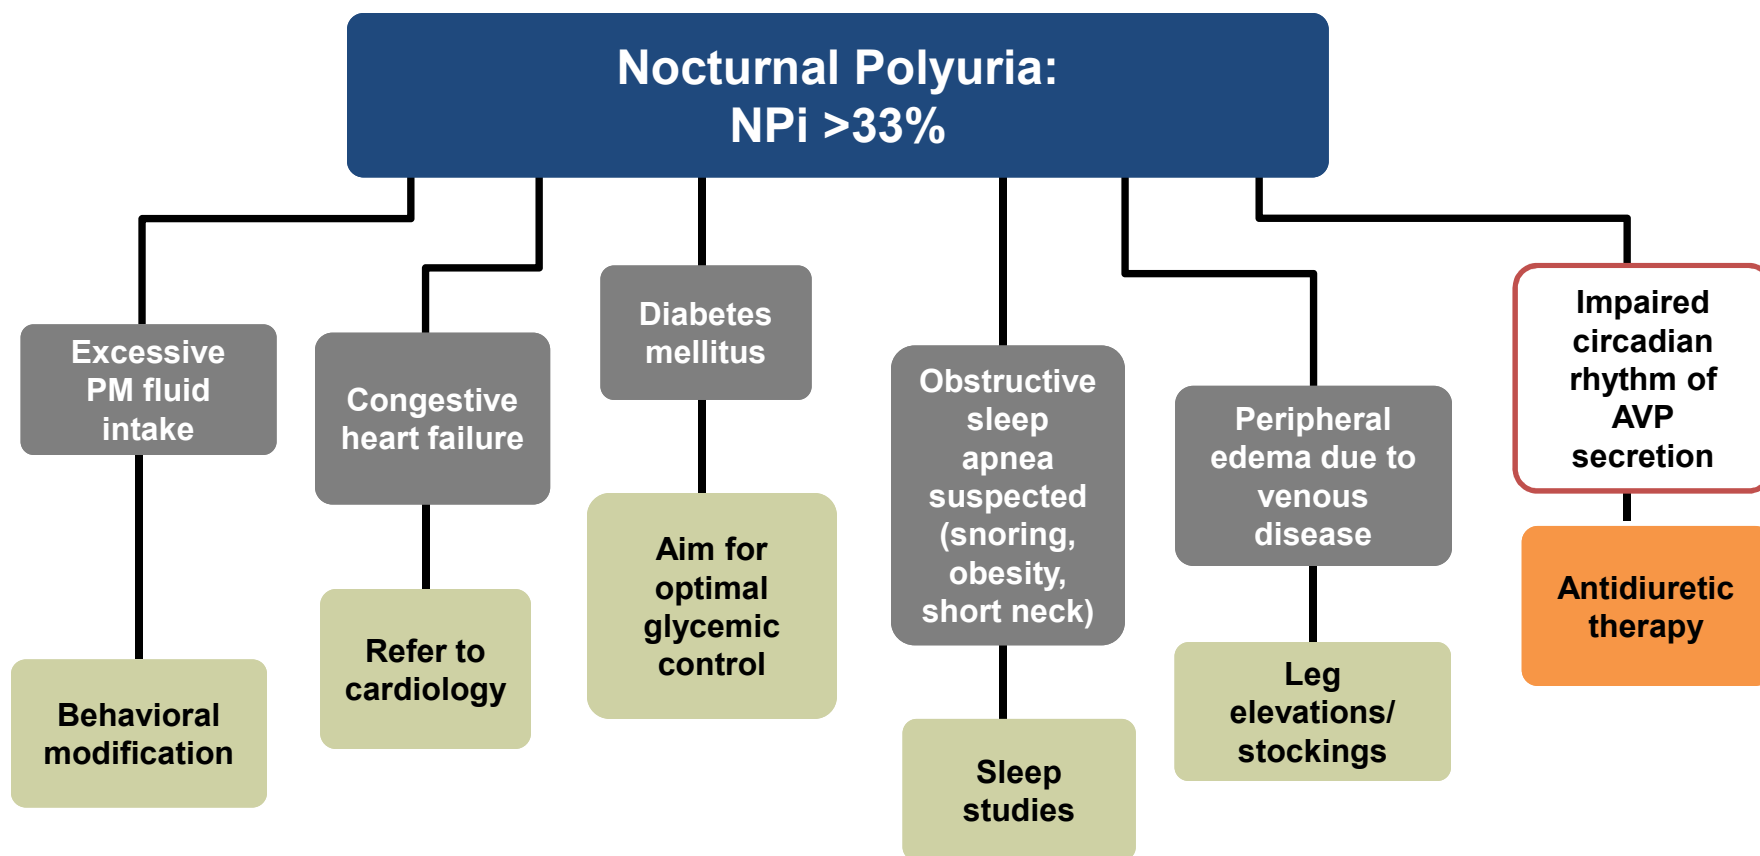 Nocturnal Polyuria:
NPi >33%
Excessive
PM fluid
intake
Behavioral
modification
Congestive
heart failure
Refer to
cardiology
Diabetes
mellitus
Aim for
optimal
glycemic
control
Obstructive
sleep
apnea
suspected
(snoring,
obesity,
short neck)
Sleep
studies
Peripheral
edema due to
venous
disease
Leg
elevations/
stockings
Impaired
circadian
rhythm of
AVP
secretion
Antidiuretic
therapy